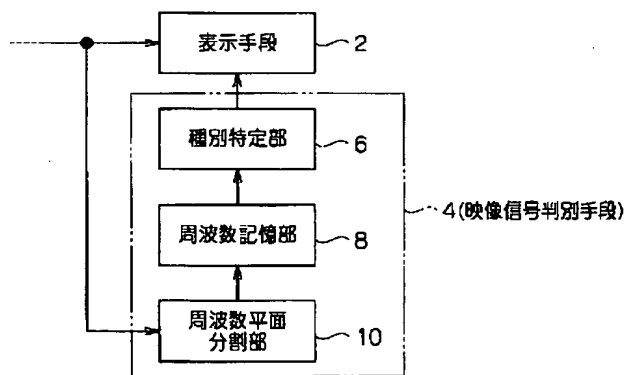 表示手段
2
種別特定部
6
4(映像信号判別手段)
周波数記憶部
8
周波数平面
分割部
10